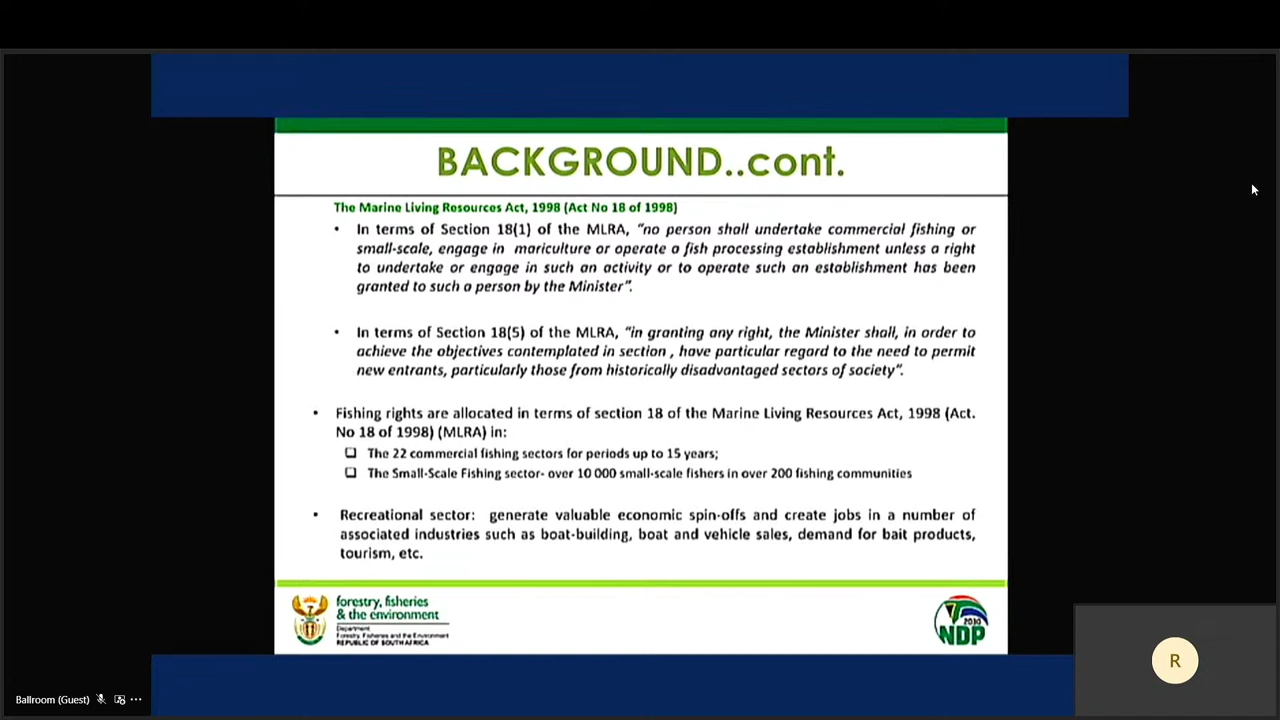 BACKGROUND..cont.
The Marine Living Resources Act, 1998 (Act No 18 of 1998)
• In terms of Section 18(1) of the MLRA, "no person shall undertake commercial fishing or
small-scale, engage in mariculture or operate a fish processing establishment unless a right
to undertake or engage in such an activity or to operate such an establishment has been
granted to such a person by the Minister".
• In terms of Section 18(5) of the MLRA, "in granting any right, the Minister shall, in order to
achieve the objectives contemplated in section , have particular regard to the need to permit
new entrants, particularly those from historically disadvantaged sectors of society".
• Fishing rights are allocated in terms of section 18 of the Marine Living Resources Act, 1998 (Act.
No 18 of 1998) (MLRA) in:
❑ The 22 commercial fishing sectors for periods up to 15 years;
❑ The Small-Scale Fishing sector- over 10 000 small-scale fishers in over 200 fishing communities
• Recreational sector: generate valuable economic spin-offs and create jobs in a number of
associated industries such as boat-building, boat and vehicle sales, demand for bait products,
tourism, etc.
forestry, fisheries
& the environment
Department
Forestry, Fisheries and the Environment
REPUBLIC OF SOUTH AFRICA
2030
NDP
R
Ballroom (Guest)